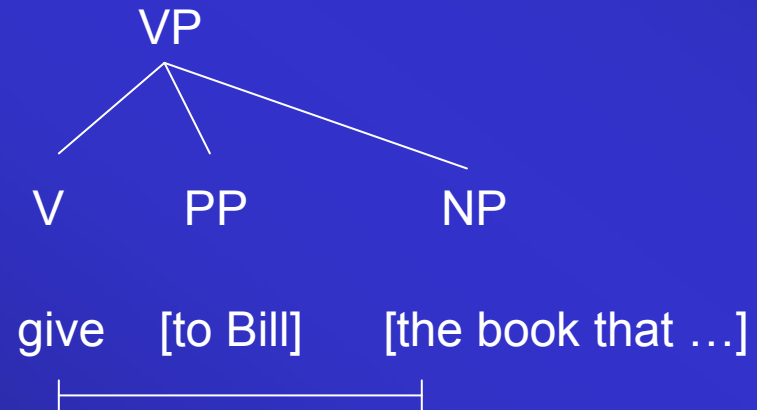 VP
V PP NP
give [to Bill] [the book that …]